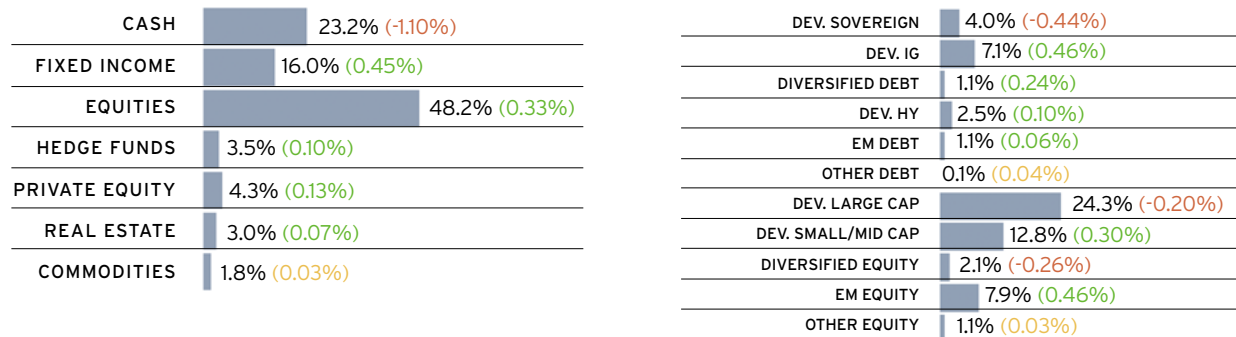 CASH 23.2% (-1.10%)
FIXED INCOME 16.0% (0.45%)
EQUITIES 48.2% (0.33%)
HEDGE FUNDS 3.5% (0.10%)
PRIVATE EQUITY 4.3% (0.13%)
REAL ESTATE 3.0% (0.07%)
COMMODITIES 1.8% (0.03%)
DEV. SOVEREIGN 4.0% (-0.44%)
DEV. IG 7.1% (0.46%)
DIVERSIFIED DEBT 1.1% (0.24%)
DEV. HY 2.5% (0.10%)
EM DEBT 1.1% (0.06%)
OTHER DEBT 0.1% (0.04%)
DEV. LARGE CAP 24.3% (-0.20%)
DEV. SMALL/MID CAP 12.8% (0.30%)
DIVERSIFIED EQUITY 2.1% (-0.26%)
EM EQUITY 7.9% (0.46%)
OTHER EQUITY 1.1% (0.03%)